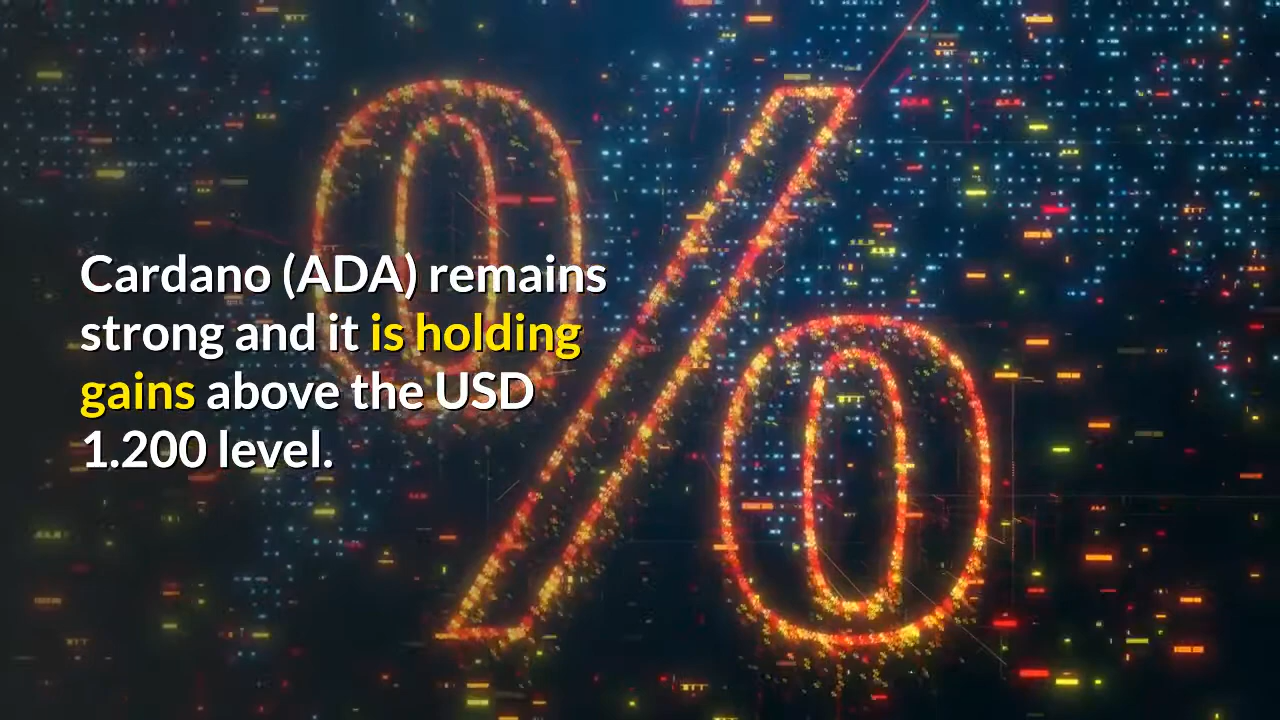 Cardano (ADA) remains
strong and it is holding
gains above the USD
1.200 level.
%